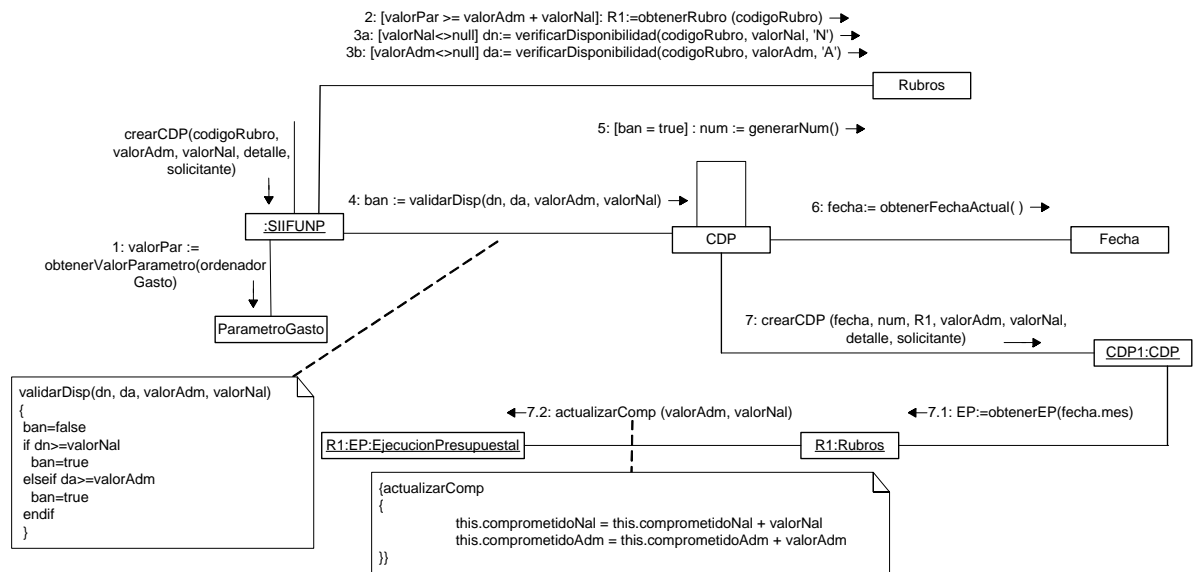 2: [valorPar >= valorAdm + valorNal]: R1:=obtenerRubro (codigoRubro)
3a: [valorNal<>null] dn:= verificarDisponibilidad(codigoRubro, valorNal, 'N')
3b: [valorAdm<>null] da:= verificarDisponibilidad(codigoRubro, valorAdm, 'A')
Rubros
crearCDP(codigoRubro,
valorAdm, valorNal, detalle,
solicitante)
5: [ban = true] : num := generarNum()
4: ban := validarDisp(dn, da, valorAdm, valorNal)
6: fecha:= obtenerFechaActual( )
:SIIFUNP
CDP
Fecha
1: valorPar :=
obtenerValorParametro(ordenador
Gasto)
ParametroGasto
7: crearCDP (fecha, num, R1, valorAdm, valorNal,
detalle, solicitante)
CDP1:CDP
validarDisp(dn, da, valorAdm, valorNal)
{
ban=false
if dn>=valorNal
ban=true
elseif da>=valorAdm
ban=true
endif
}
7.2: actualizarComp (valorAdm, valorNal)
7.1: EP:=obtenerEP(fecha.mes)
R1:EP:EjecucionPresupuestal
R1:Rubros
{actualizarComp
{
this.comprometidoNal = this.comprometidoNal + valorNal
this.comprometidoAdm = this.comprometidoAdm + valorAdm
}}